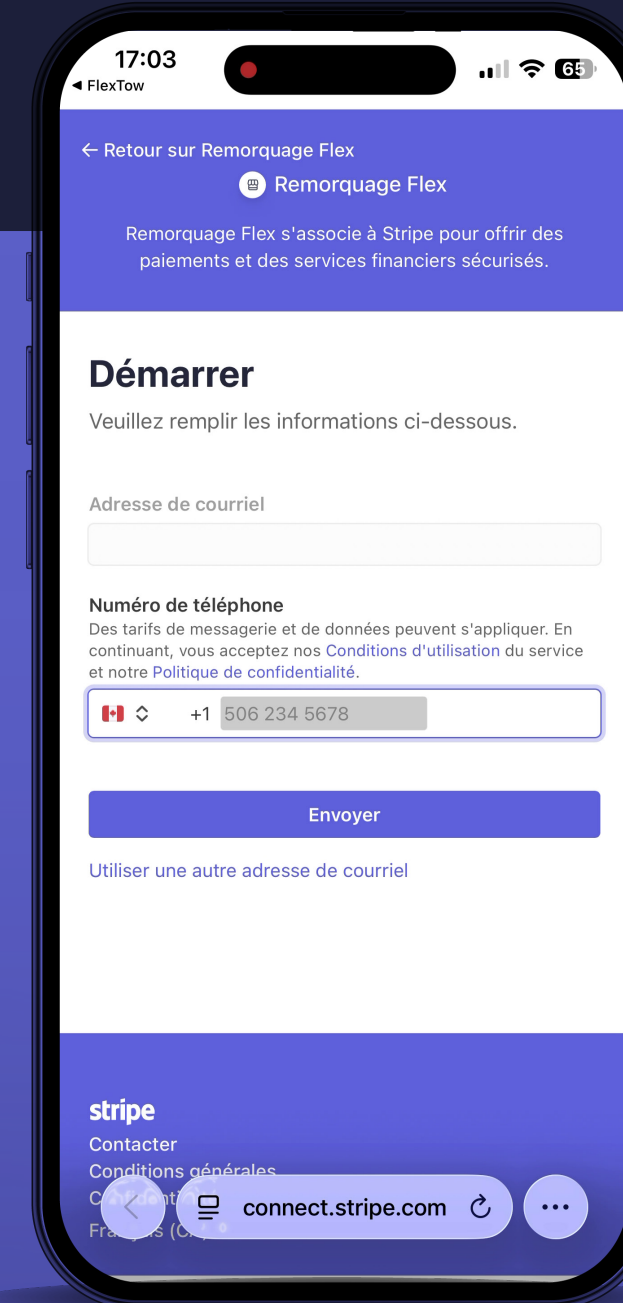 17:03
65
◀ FlexTow
← Retour sur Remorquage Flex
Remorquage Flex
Remorquage Flex s'associe à Stripe pour offrir des
paiements et des services financiers sécurisés.
Démarrer
Veuillez remplir les informations ci-dessous.
Adresse de courriel
Numéro de téléphone
Des tarifs de messagerie et de données peuvent s'appliquer. En
continuant, vous acceptez nos Conditions d'utilisation du service
et notre Politique de confidentialité.
+1 506 234 5678
Envoyer
Utiliser une autre adresse de courriel
stripe
Contacter
Conditions générales
connect.stripe.com